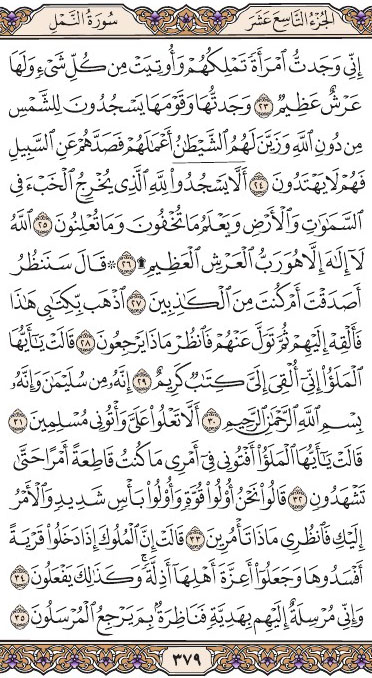 الجُزْءُ التَّاسِعَ عَشَرَ سُورَةُ النَّمْلِ
إِنِّي وَجَدتُّ ٱمْرَأَةً تَمْلِكُهُمْ وَأُوتِيَتْ مِن كُلِّ شَىْءٍ وَلَهَا
عَرْشٌ عَظِيمٌ ٢٣ وَجَدتُّهَا وَقَوْمَهَا يَسْجُدُونَ لِلشَّمْسِ
مِن دُونِ ٱللَّهِ وَزَيَّنَ لَهُمُ ٱلشَّيْطَٰنُ أَعْمَٰلَهُمْ فَصَدَّهُمْ عَنِ ٱلسَّبِيلِ
فَهُمْ لَا يَهْتَدُونَ ٢٤ أَلَّا يَسْجُدُوا۟ لِلَّهِ ٱلَّذِى يُخْرِجُ ٱلْخَبْءَ فِى
ٱلسَّمَٰوَٰتِ وَٱلْأَرْضِ وَيَعْلَمُ مَا تُخْفُونَ وَمَا تُعْلِنُونَ ٢٥ ٱللَّهُ
لَآ إِلَٰهَ إِلَّا هُوَ رَبُّ ٱلْعَرْشِ ٱلْعَظِيمِ ۩ ٢٦ ۞ قَالَ سَنَنظُرُ
أَصَدَقْتَ أَمْ كُنتَ مِنَ ٱلْكَٰذِبِينَ ٢٧ ٱذْهَب بِّكِتَٰبِى هَٰذَا
فَأَلْقِهْ إِلَيْهِمْ ثُمَّ تَوَلَّ عَنْهُمْ فَٱنظُرْ مَاذَا يَرْجِعُونَ ٢٨ قَالَتْ يَٰٓأَيُّهَا
ٱلْمَلَؤُا۟ إِنِّىٓ أُلْقِىَ إِلَىَّ كِتَٰبٌ كَرِيمٌ ٢٩ إِنَّهُۥ مِن سُلَيْمَٰنَ وَإِنَّهُۥ
بِسْمِ ٱللَّهِ ٱلرَّحْمَٰنِ ٱلرَّحِيمِ ٣٠ أَلَّا تَعْلُوا۟ عَلَىَّ وَأْتُونِى مُسْلِمِينَ ٣١
قَالَتْ يَٰٓأَيُّهَا ٱلْمَلَؤُا۟ أَفْتُونِى فِىٓ أَمْرِى مَا كُنتُ قَاطِعَةً أَمْرًا حَتَّىٰ
تَشْهَدُونِ ٣٢ قَالُوا۟ نَحْنُ أُو۟لُوا۟ قُوَّةٍ وَأُو۟لُوا۟ بَأْسٍ شَدِيدٍ وَٱلْأَمْرُ
إِلَيْكِ فَٱنظُرِى مَاذَا تَأْمُرِينَ ٣٣ قَالَتْ إِنَّ ٱلْمُلُوكَ إِذَا دَخَلُوا۟ قَرْيَةً
أَفْسَدُوهَا وَجَعَلُوٓا۟ أَعِزَّةَ أَهْلِهَآ أَذِلَّةً ۖ وَكَذَٰلِكَ يَفْعَلُونَ ٣٤
وَإِنِّى مُرْسِلَةٌ إِلَيْهِم بِهَدِيَّةٍ فَنَاظِرَةٌۢ بِمَ يَرْجِعُ ٱلْمُرْسَلُونَ ٣٥
٣٧٩